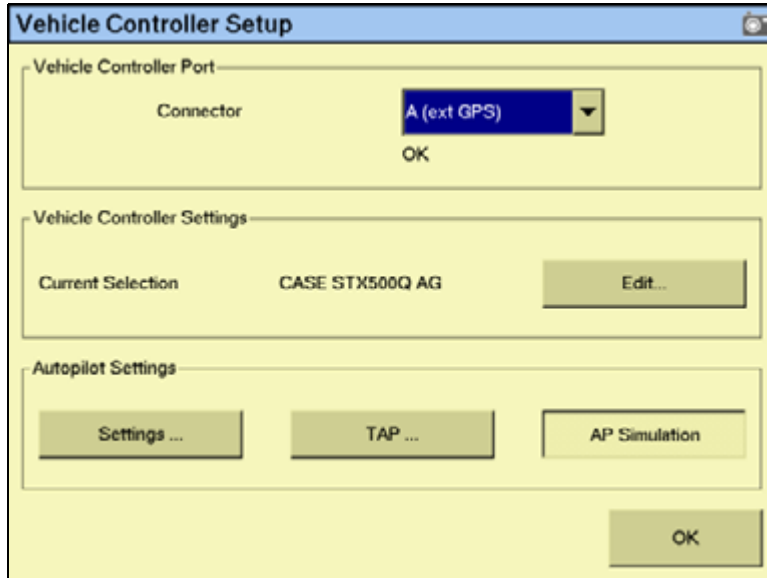 Vehicle Controller Setup
Vehicle Controller Port
Connector A (ext GPS)
OK
Vehicle Controller Settings
Current Selection CASE STX500Q AG Edit...
Autopilot Settings
Settings ... TAP ... AP Simulation
OK